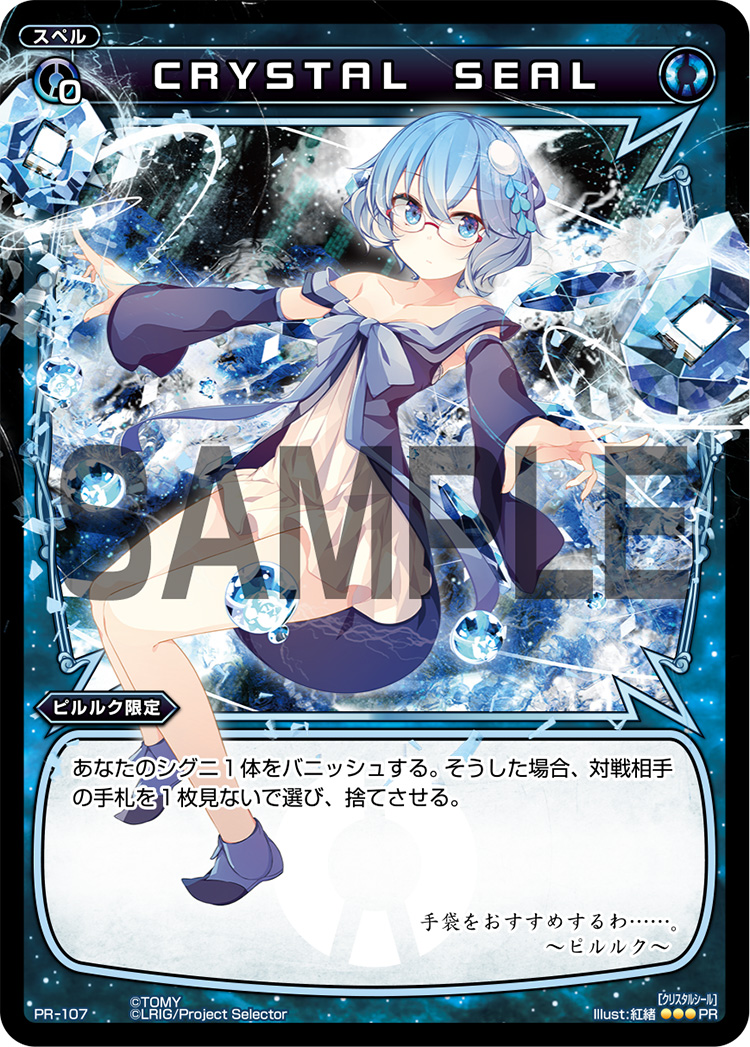 スペル
0
CRYSTAL SEAL
SAMPLE
ピルルク限定
あなたのシグニ1体をバニッシュする。そうした場合、対戦相手
の手札を1枚見ないで選び、捨てさせる。
手袋をおすすめするわ……。
～ピルルク～
PR-107
©TOMY
©LRIG/Project Selector
[クリスタルシール]
Illust:紅緒
PR